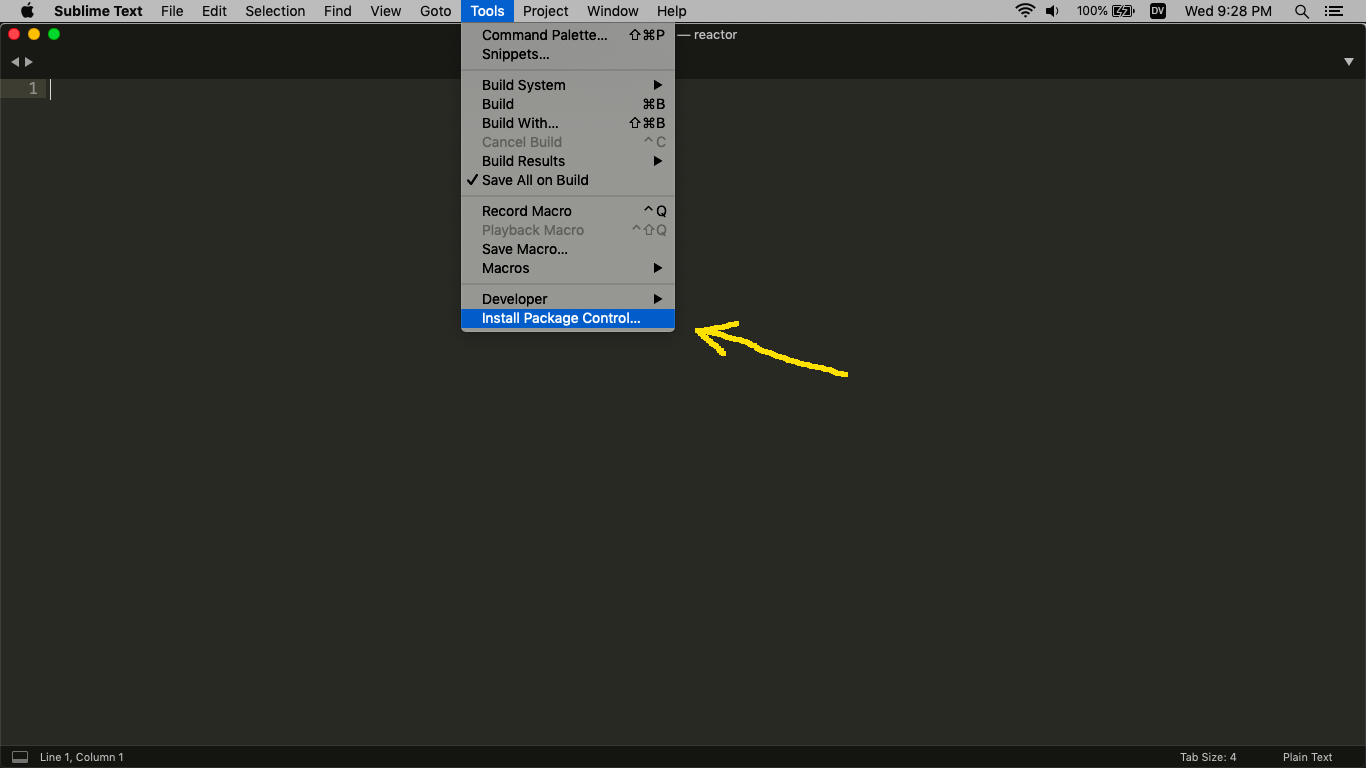 Sublime Text File Edit Selection Find View Goto Tools Project Window Help 100% DV Wed 9:28 PM
— reactor
1
Command Palette... ⇧⌘P
Snippets...
Build System ▶
Build ⌘B
Build With... ⇧⌘B
Cancel Build ^C
Build Results ▶
✓ Save All on Build
Record Macro ^Q
Playback Macro ^⇧Q
Save Macro...
Macros ▶
Developer ▶
Install Package Control...
Line 1, Column 1 Tab Size: 4 Plain Text